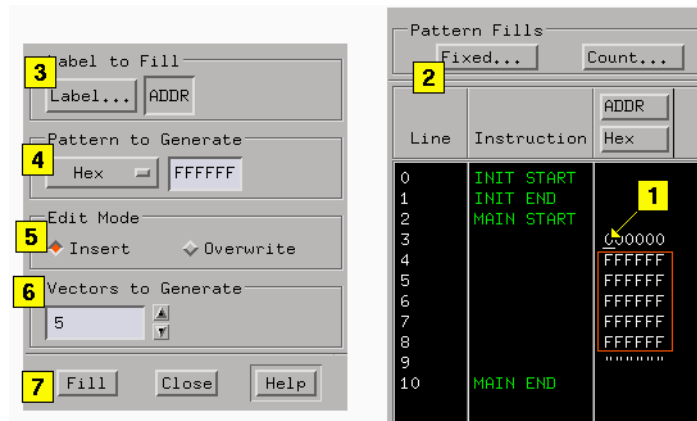 3 Label to Fill
Label... ADDR
4 Pattern to Generate
Hex FFFFFF
Edit Mode
5 Insert Overwrite
6 Vectors to Generate
5
7 Fill Close Help
Pattern Fills
Fixed... Count...
2
ADDR
Line Instruction Hex
0 INIT START
1 INIT END 1
2 MAIN START
3 000000
4 FFFFFF
5 FFFFFF
6 FFFFFF
7 FFFFFF
8 FFFFFF
9 """"""
10 MAIN END